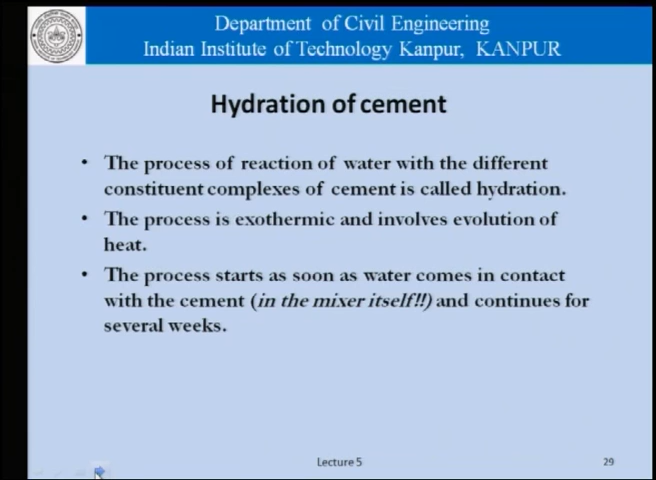 Department of Civil Engineering
Indian Institute of Technology Kanpur, KANPUR
Hydration of cement
• The process of reaction of water with the different
constituent complexes of cement is called hydration.
• The process is exothermic and involves evolution of
heat.
• The process starts as soon as water comes in contact
with the cement (in the mixer itself!!) and continues for
several weeks.
Lecture 5
29